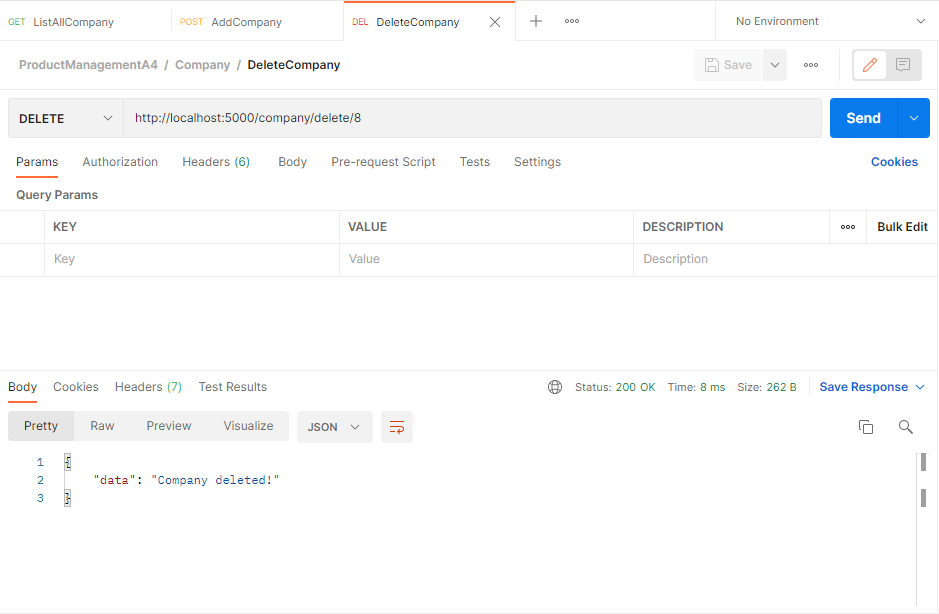 GET ListAllCompany POST AddCompany DEL DeleteCompany No Environment
ProductManagementA4 / Company / DeleteCompany Save
DELETE http://localhost:5000/company/delete/8 Send
Params Authorization Headers (6) Body Pre-request Script Tests Settings Cookies
Query Params
KEY VALUE DESCRIPTION Bulk Edit
Key Value Description
Body Cookies Headers (7) Test Results Status: 200 OK Time: 8 ms Size: 262 B Save Response
Pretty Raw Preview Visualize JSON
1 {
2 "data": "Company deleted!"
3 }